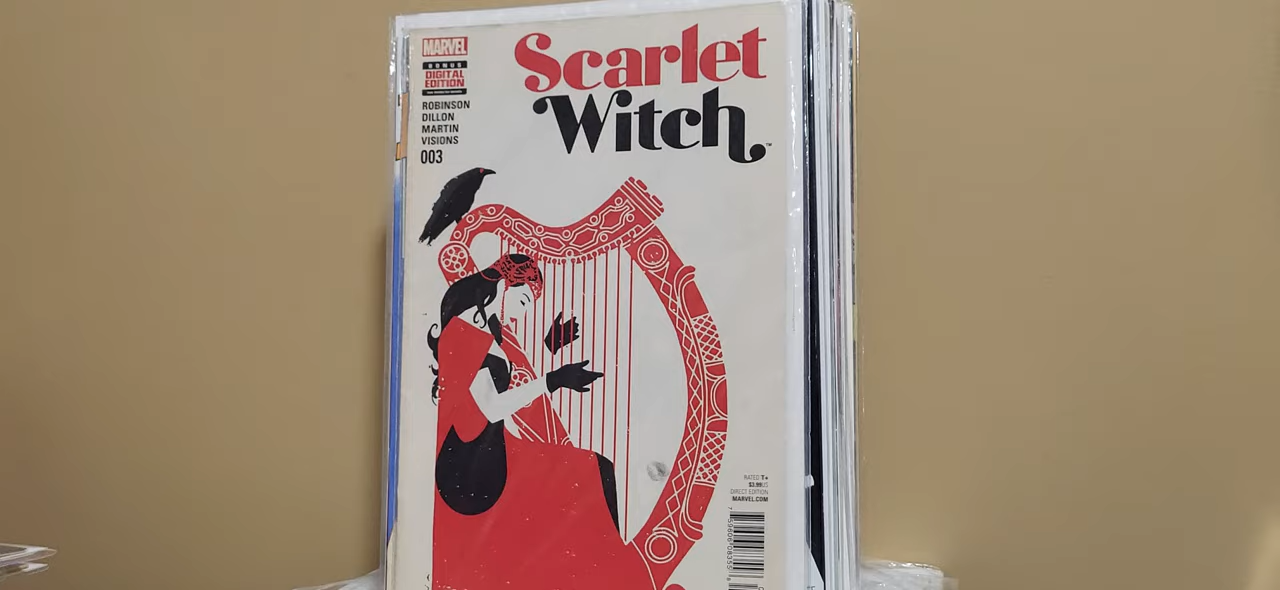 MARVEL
BONUS
DIGITAL
EDITION
ROBINSON
DILLON
MARTIN
VISIONS
003
Scarlet
Witch
™
RATED T+
$3.99 US
DIRECT EDITION
MARVEL.COM